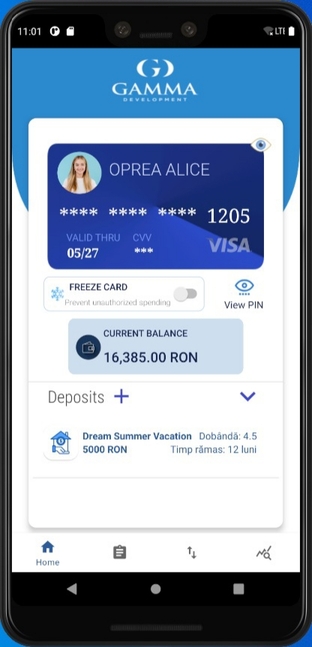 11:01 LTE
GAMMA
DEVELOPMENT
OPREA ALICE
**** **** **** 1205
VALID THRU CVV
05/27 ***
VISA
FREEZE CARD
Prevent unauthorized spending
View PIN
CURRENT BALANCE
16,385.00 RON
Deposits +
Dream Summer Vacation Dobândă: 4.5
5000 RON Timp rămas: 12 luni
Home